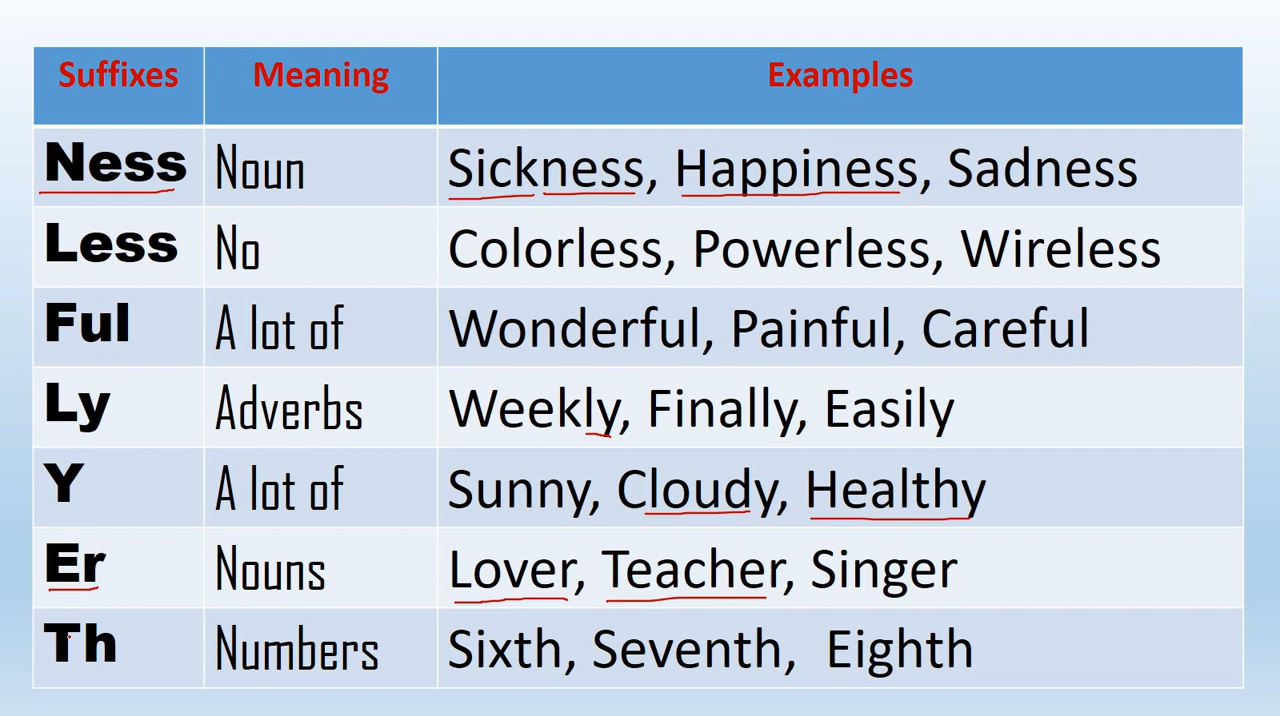 Suffixes Meaning Examples
Ness Noun Sickness, Happiness, Sadness
Less No Colorless, Powerless, Wireless
Ful A lot of Wonderful, Painful, Careful
Ly Adverbs Weekly, Finally, Easily
Y A lot of Sunny, Cloudy, Healthy
Er Nouns Lover, Teacher, Singer
Th Numbers Sixth, Seventh, Eighth